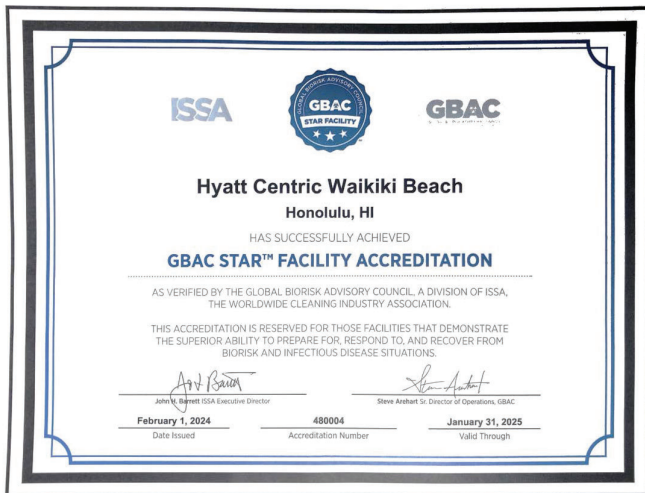 ISSA
GLOBAL BIORISK ADVISORY COUNCIL
GBAC
STAR FACILITY
™
GBAC
Hyatt Centric Waikiki Beach
Honolulu, HI
HAS SUCCESSFULLY ACHIEVED
GBAC STAR™ FACILITY ACCREDITATION
AS VERIFIED BY THE GLOBAL BIORISK ADVISORY COUNCIL, A DIVISION OF ISSA,
THE WORLDWIDE CLEANING INDUSTRY ASSOCIATION.
THIS ACCREDITATION IS RESERVED FOR THOSE FACILITIES THAT DEMONSTRATE
THE SUPERIOR ABILITY TO PREPARE FOR, RESPOND TO, AND RECOVER FROM
BIORISK AND INFECTIOUS DISEASE SITUATIONS.
John H. Barrett ISSA Executive Director
Steve Arehart Sr. Director of Operations, GBAC
February 1, 2024
480004
January 31, 2025
Date Issued
Accreditation Number
Valid Through